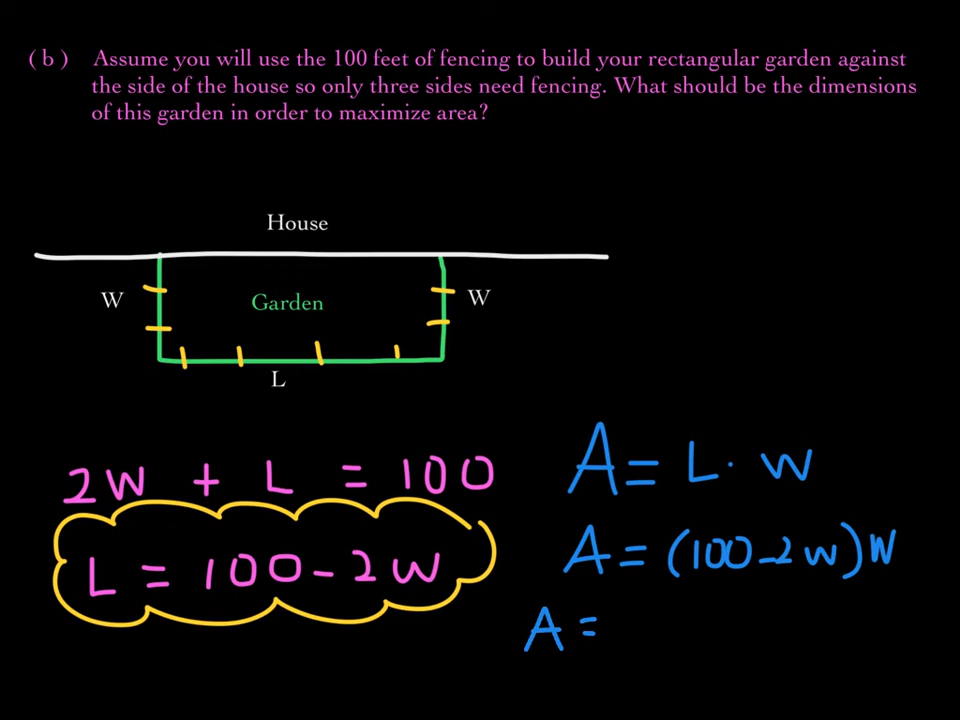 (b) Assume you will use the 100 feet of fencing to build your rectangular garden against
the side of the house so only three sides need fencing. What should be the dimensions
of this garden in order to maximize area?
House
W
Garden
W
L
2W + L = 100
L = 100 - 2W
A = L · W
A = (100 - 2W)W
A =